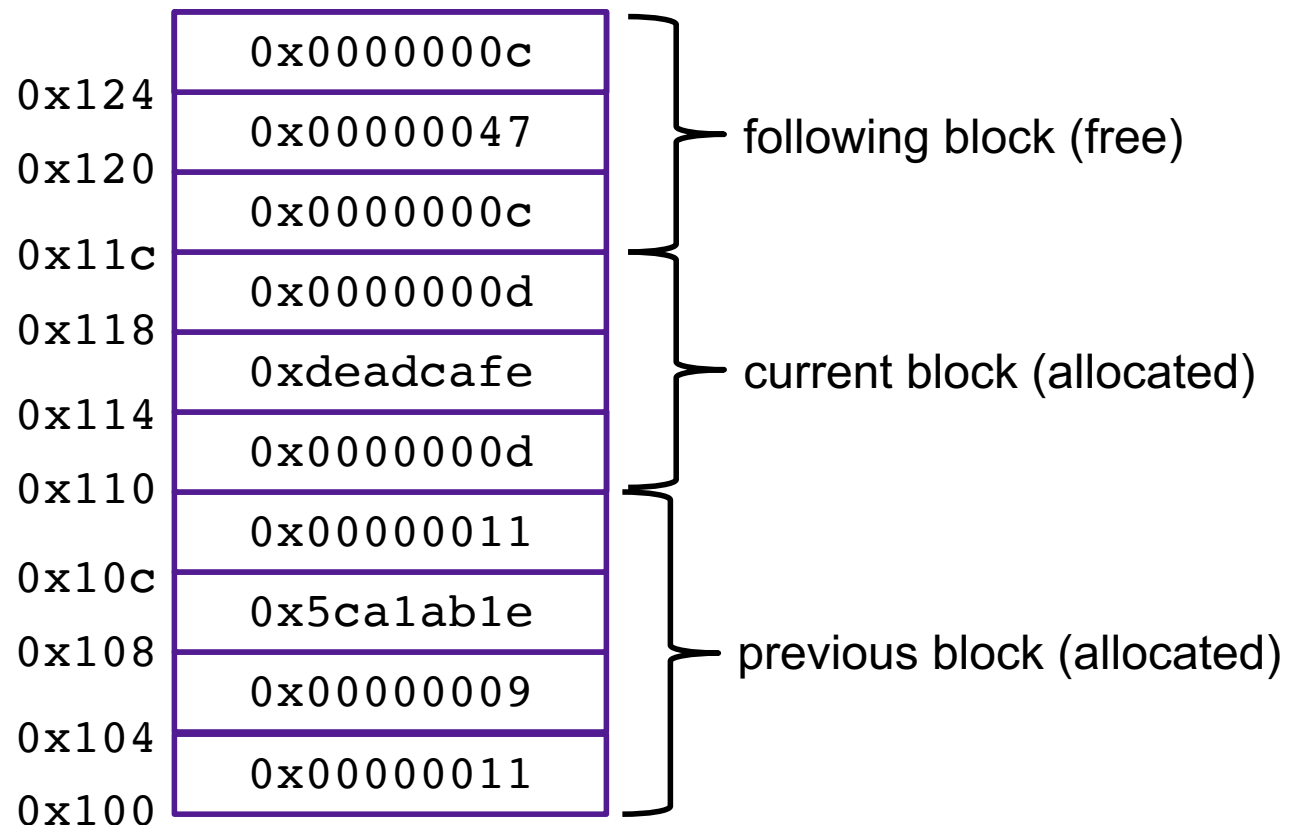 0x0000000c
0x124
0x00000047
following block (free)
0x120
0x0000000c
0x11c
0x0000000d
0x118
0xdeadcafe
current block (allocated)
0x114
0x0000000d
0x110
0x00000011
0x10c
0x5ca1ab1e
0x108
previous block (allocated)
0x00000009
0x104
0x00000011
0x100